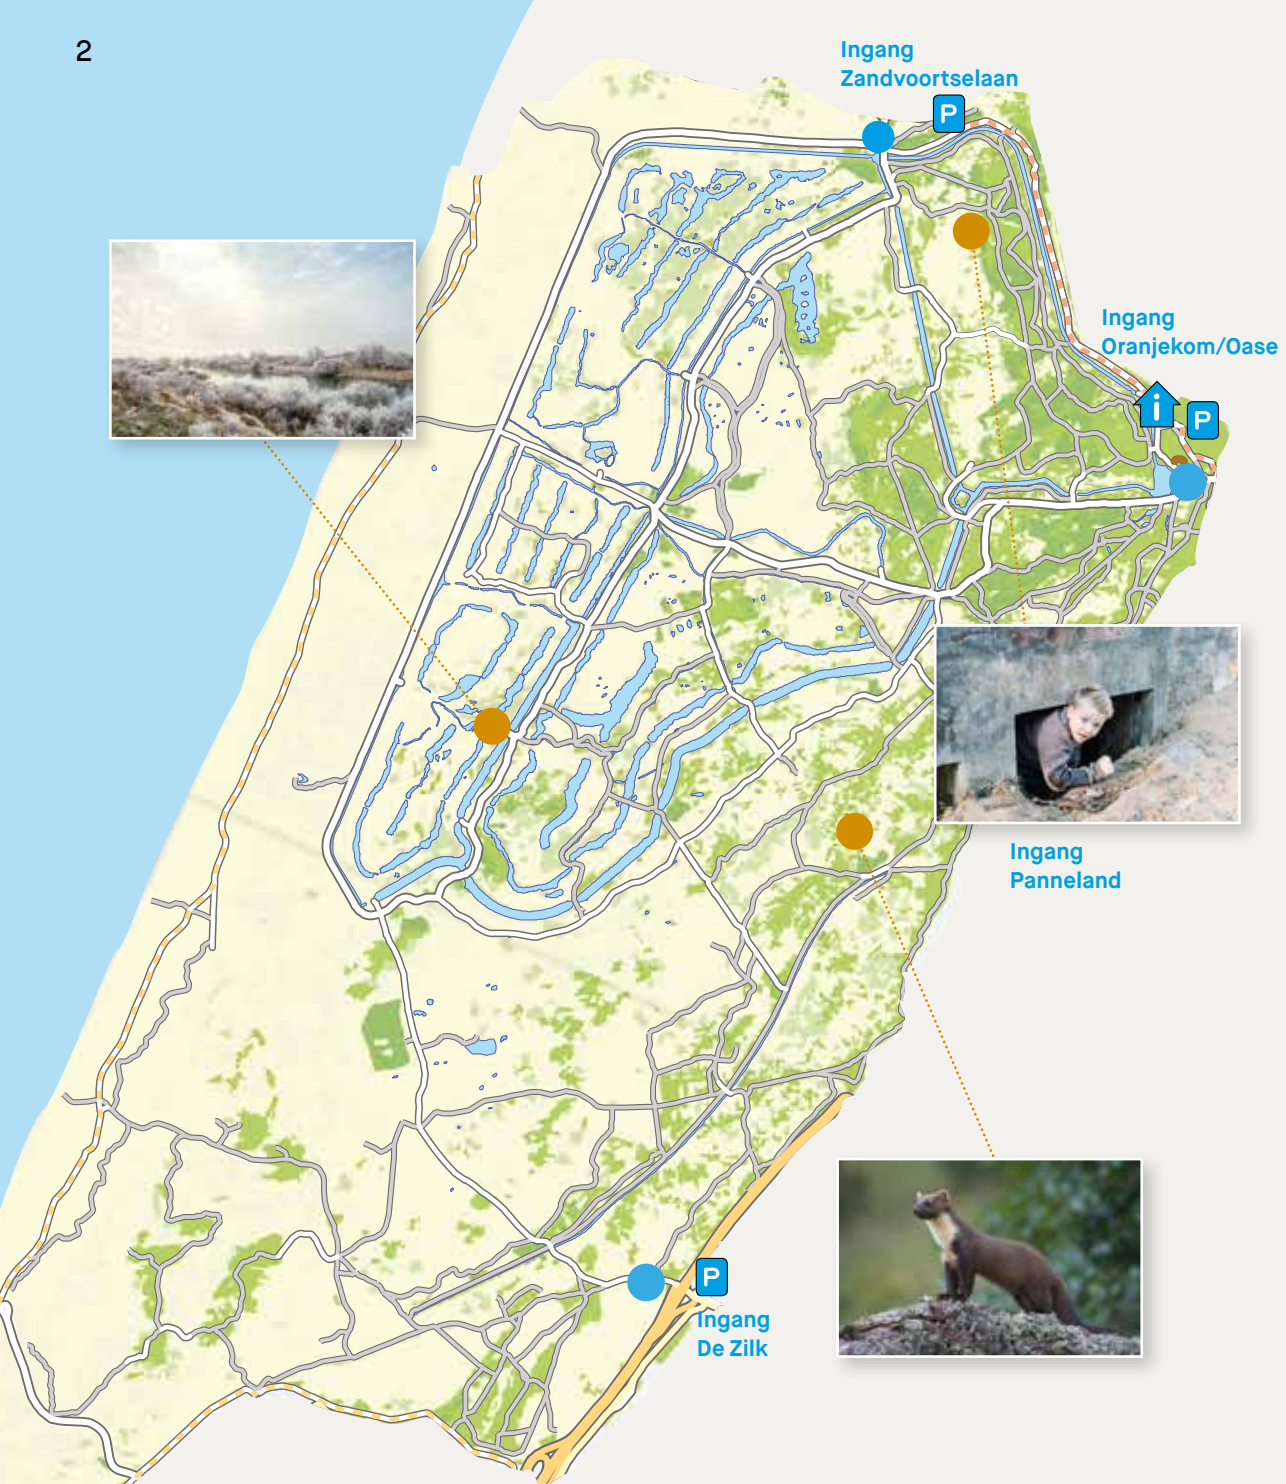 2
Ingang
Zandvoortselaan
P
Ingang
Oranjekom/Oase
i
P
Ingang
Panneland
P
Ingang
De Zilk